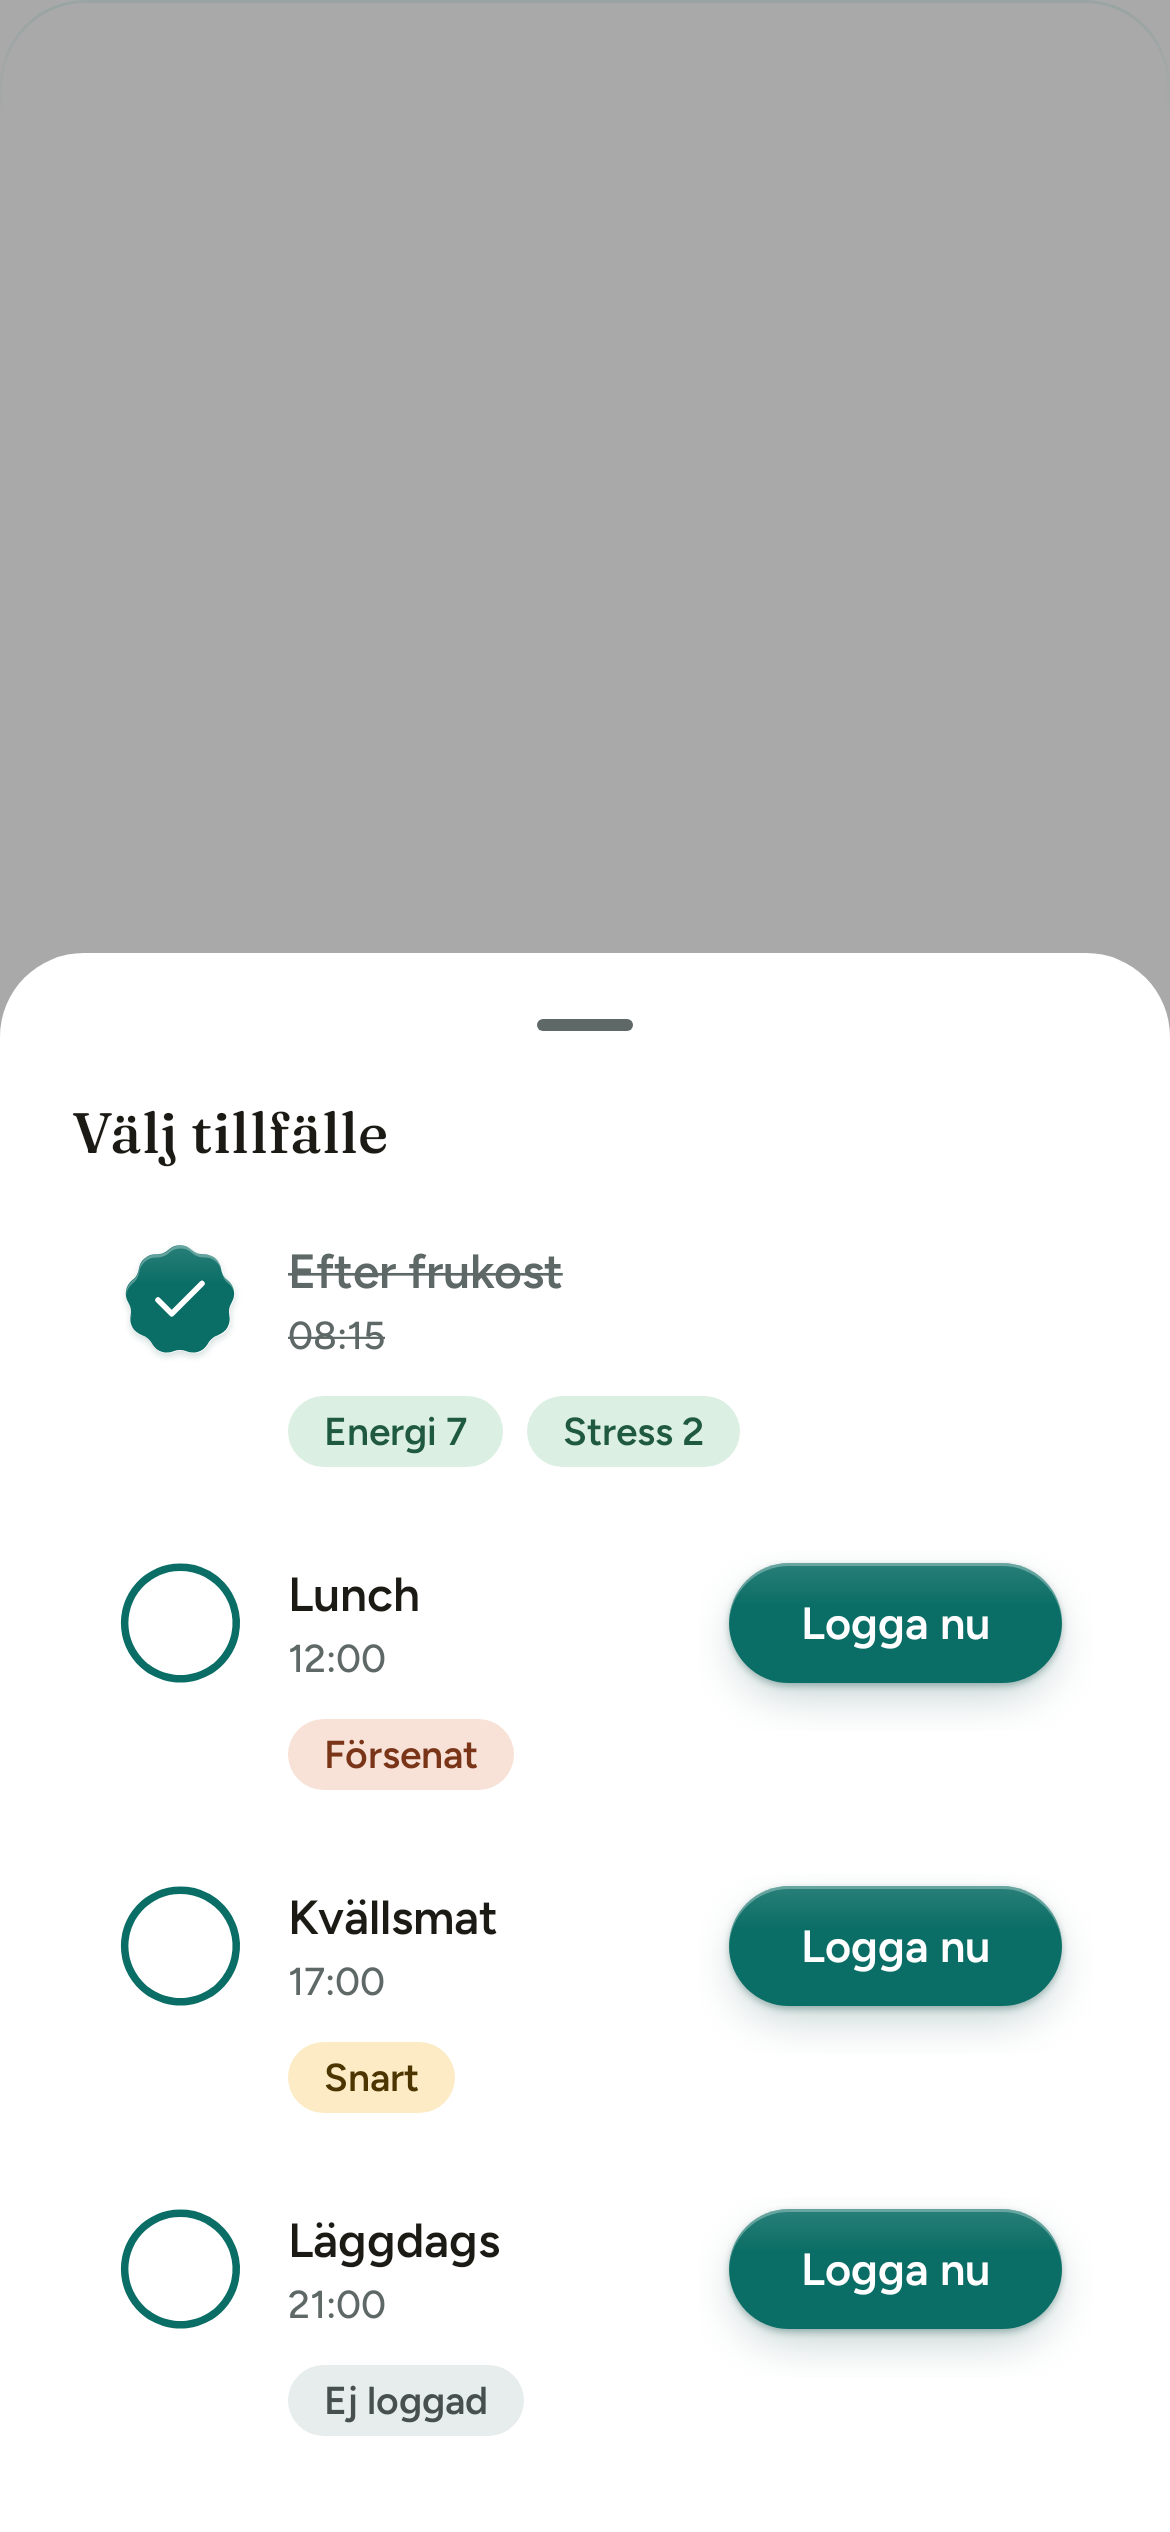 Välj tillfälle
Efter frukost
08:15
Energi 7 Stress 2
Lunch
12:00
Logga nu
Försenat
Kvällsmat
17:00
Logga nu
Snart
Läggdags
21:00
Logga nu
Ej loggad